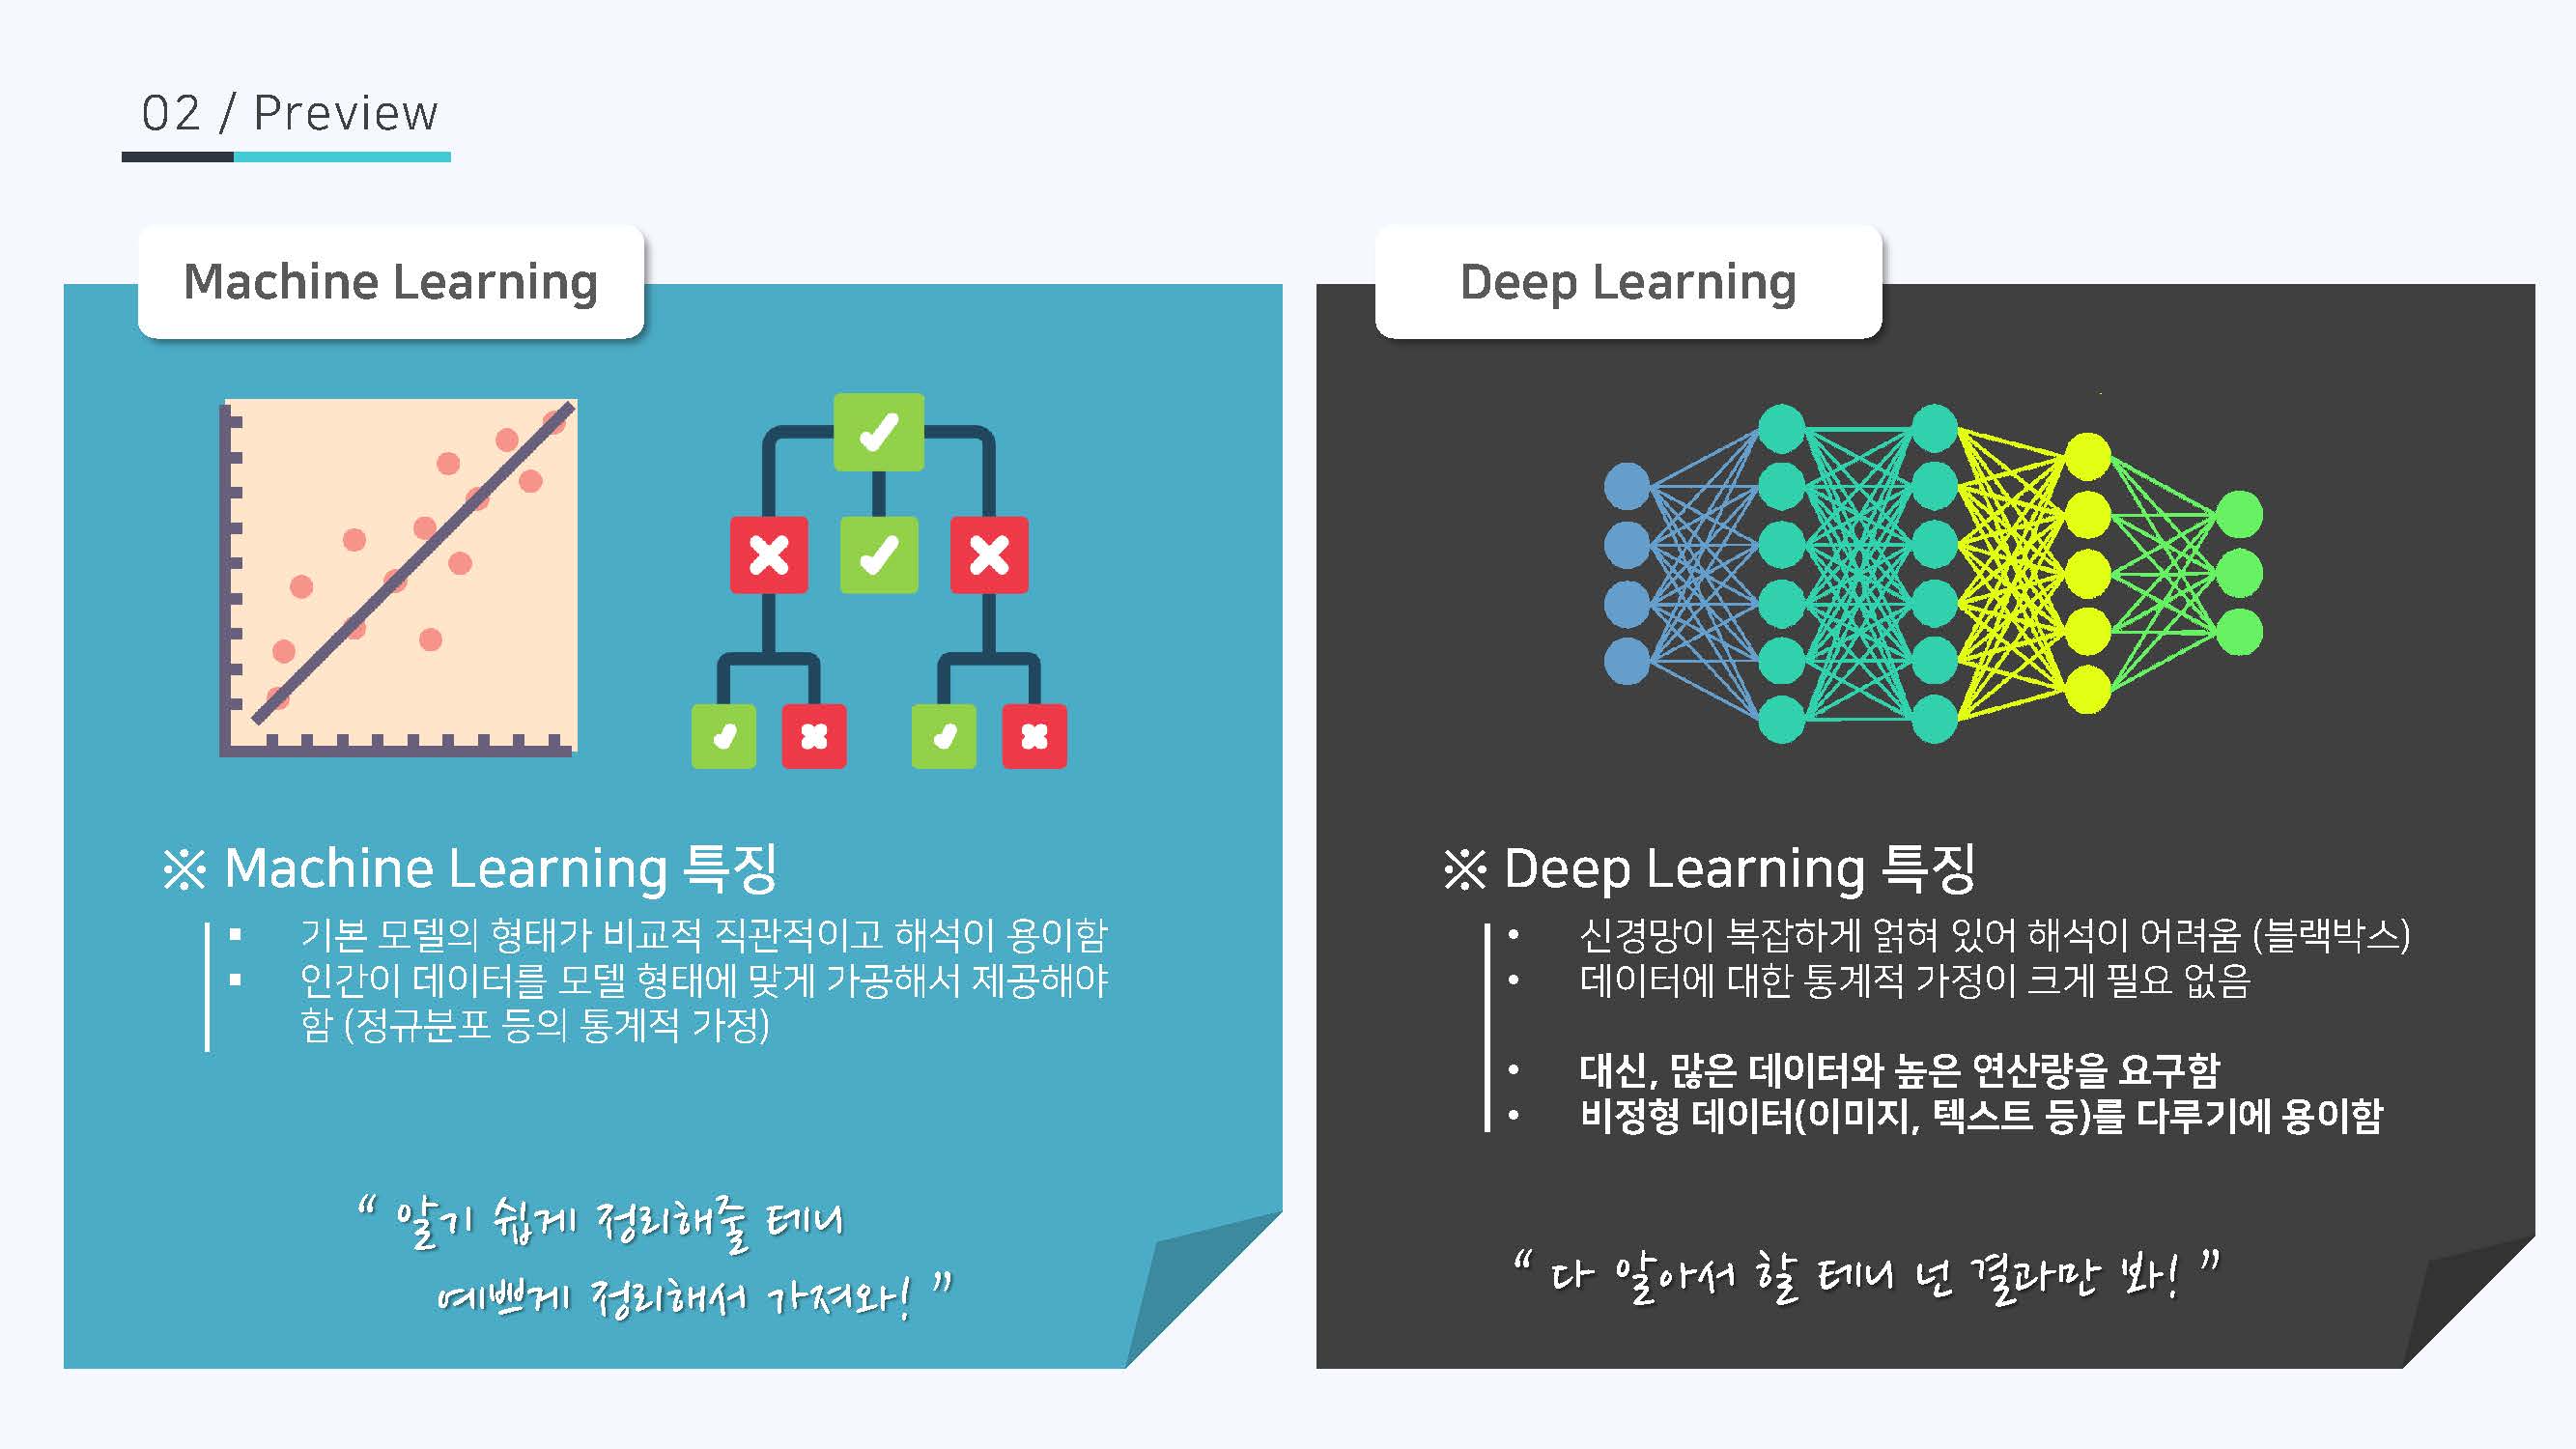 02 / Preview
Machine Learning
※ Machine Learning 특징
▪ 기본 모델의 형태가 비교적 직관적이고 해석이 용이함
▪ 인간이 데이터를 모델 형태에 맞게 가공해서 제공해야
함 (정규분포 등의 통계적 가정)
“ 알기 쉽게 정리해줄 테니
예쁘게 정리해서 가져와! ”
Deep Learning
※ Deep Learning 특징
• 신경망이 복잡하게 얽혀 있어 해석이 어려움 (블랙박스)
• 데이터에 대한 통계적 가정이 크게 필요 없음
• 대신, 많은 데이터와 높은 연산량을 요구함
• 비정형 데이터(이미지, 텍스트 등)를 다루기에 용이함
“ 다 알아서 할 테니 넌 결과만 봐! ”